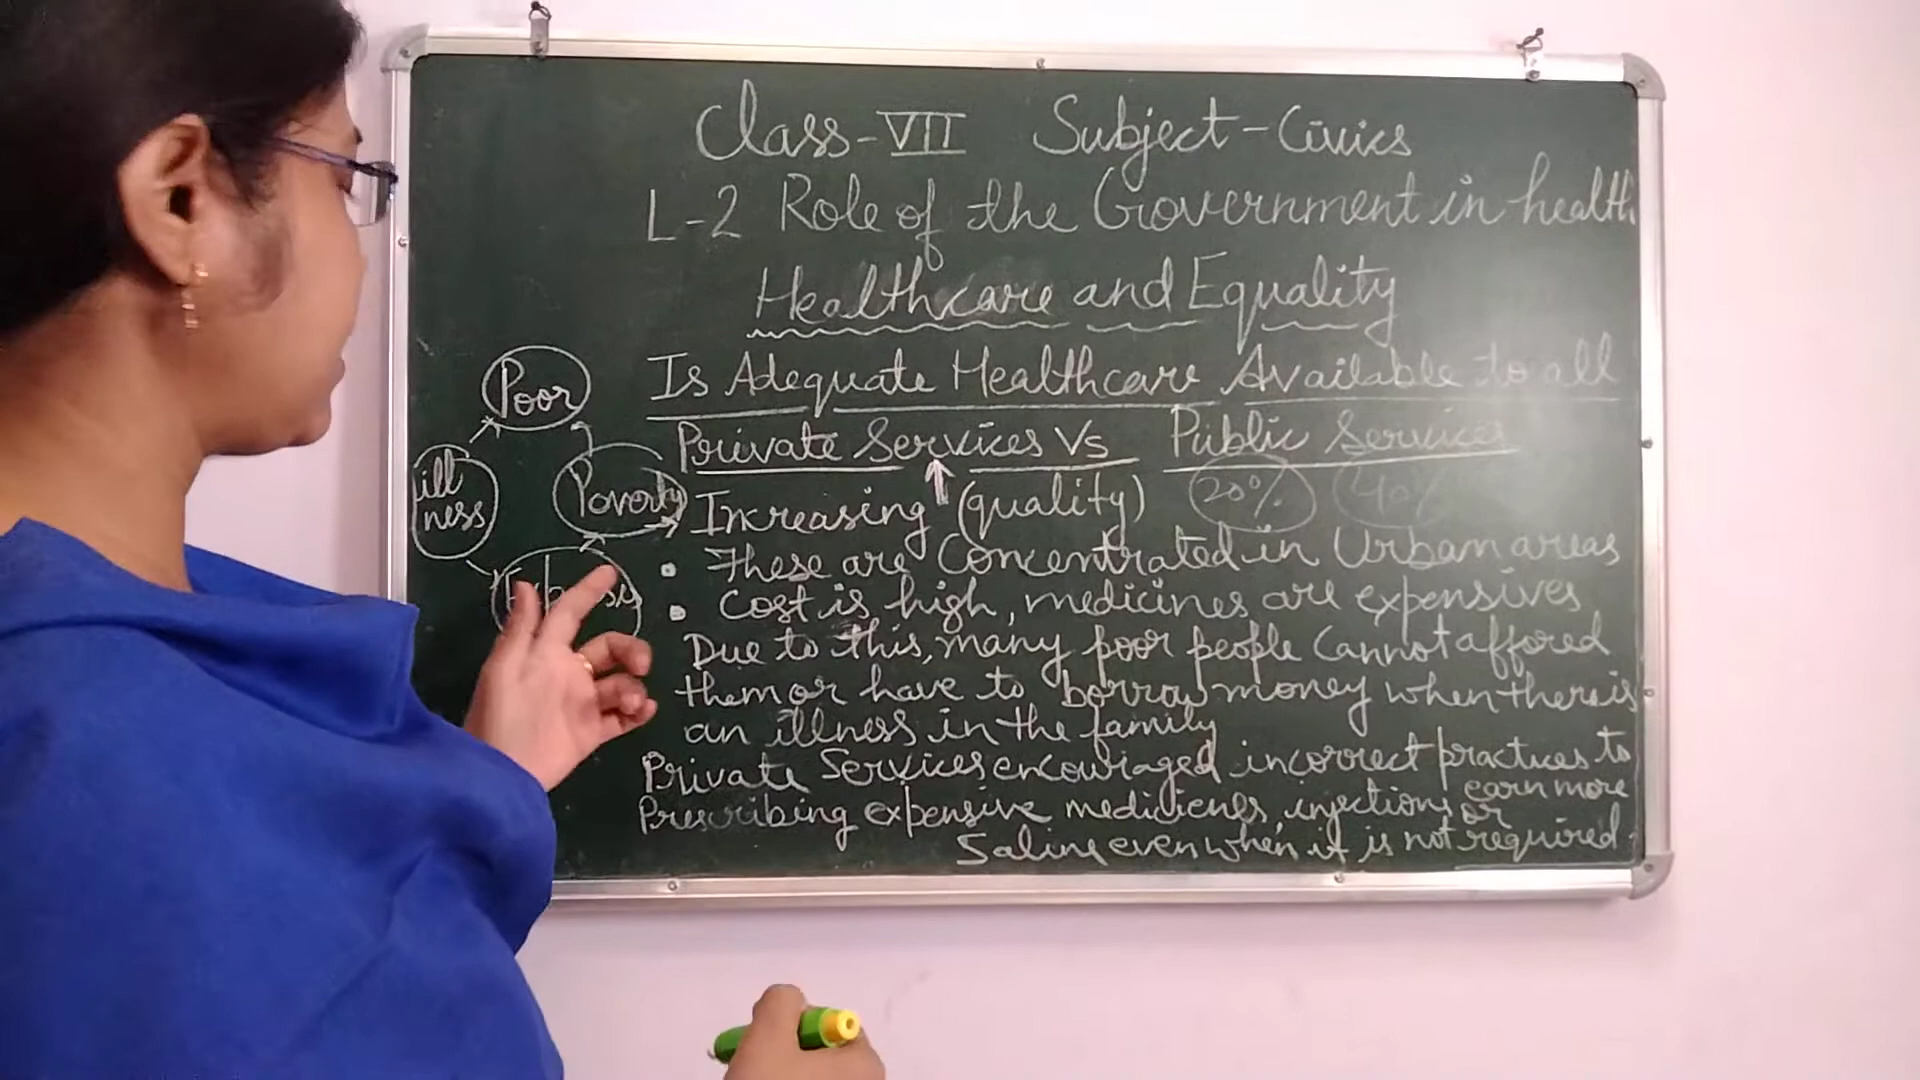 Class-VII Subject-Civics
L-2 Role of the Government in health
Healthcare and Equality
Is Adequate Healthcare Available to all
Private Services Vs Public Services
Increasing (quality) 20% 40%
• These are Concentrated in Urban areas
• Cost is high, medicines are expensives
Due to this, many poor people Cannot affored
them or have to borrow money when there is
an illness in the family
Private Services encouraged incorrect practices to
earn more
Prescribing expensive medicienes, injections or
Saline even when it is not required.
Poor
ill
ness
Poverty